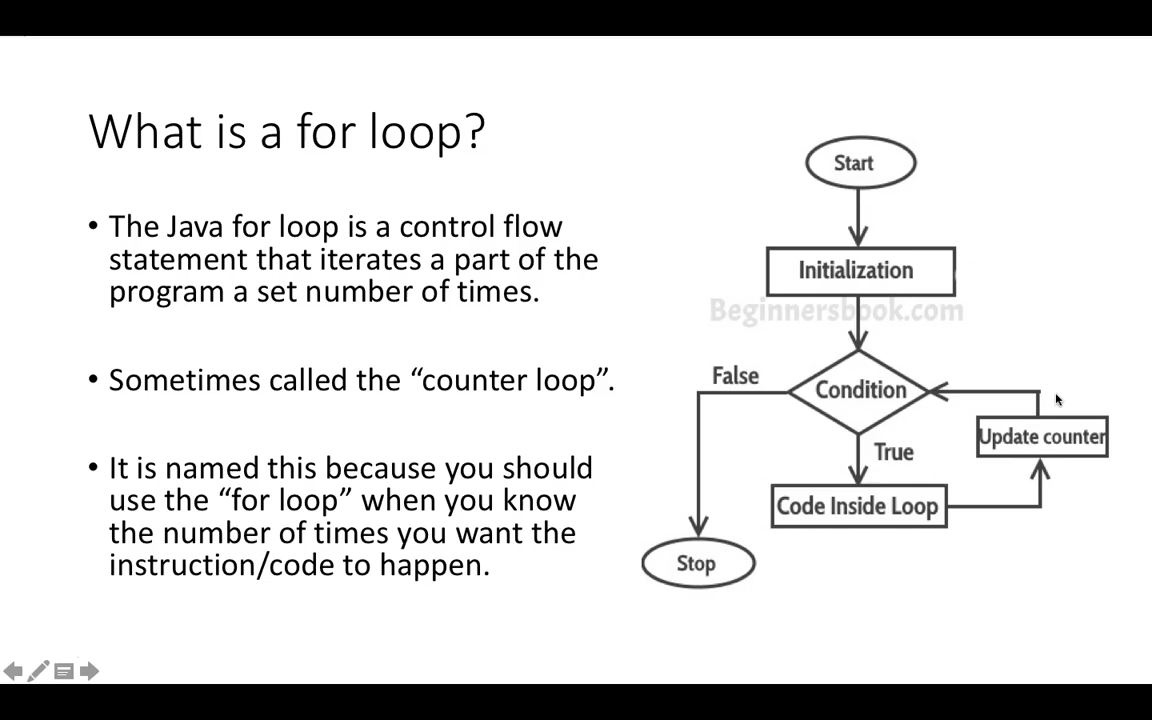 What is a for loop?
• The Java for loop is a control flow
statement that iterates a part of the
program a set number of times.
• Sometimes called the “counter loop”.
• It is named this because you should
use the “for loop” when you know
the number of times you want the
instruction/code to happen.
Start
Initialization
Beginnersbook.com
Condition
False
True
Update counter
Code Inside Loop
Stop